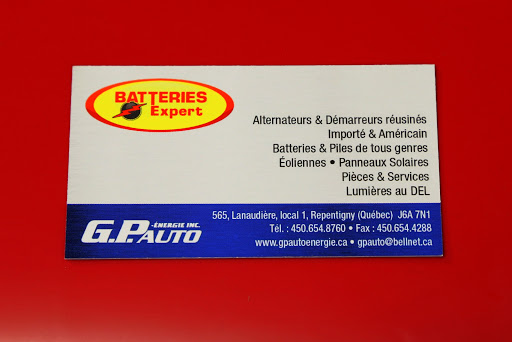 BATTERIES
Expert
Alternateurs & Démarreurs réusinés
Importé & Américain
Batteries & Piles de tous genres
Éoliennes • Panneaux Solaires
Pièces & Services
Lumières au DEL
G.P. AUTO -ÉNERGIE INC.
565, Lanaudière, local 1, Repentigny (Québec) J6A 7N1
Tél. : 450.654.8760 • Fax : 450.654.4288
www.gpautoenergie.ca • gpauto@bellnet.ca